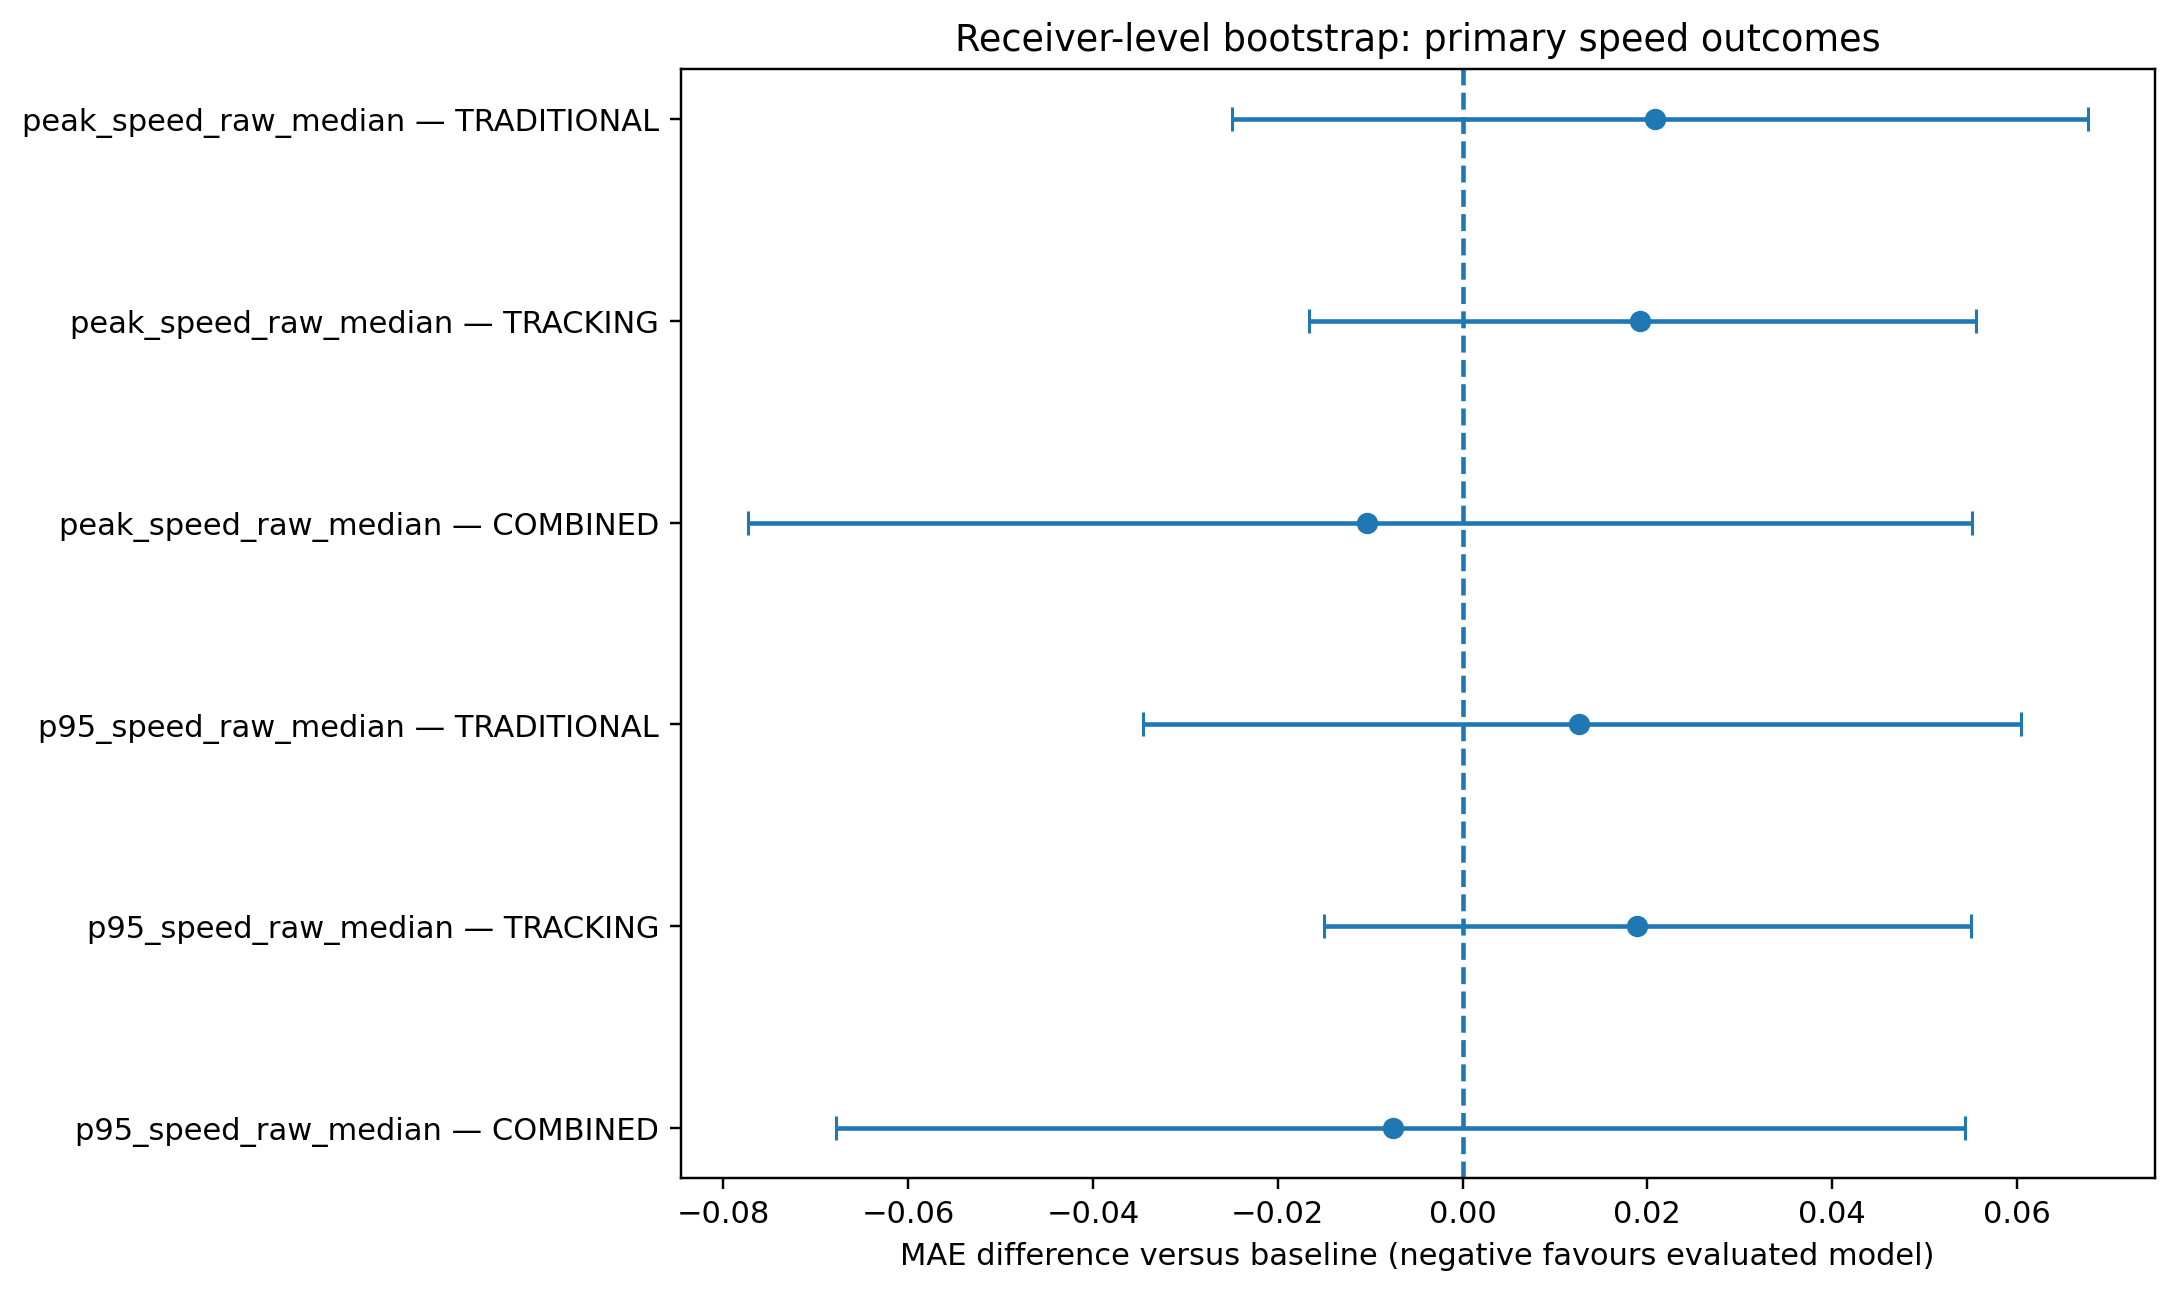 Receiver-level bootstrap: primary speed outcomes
peak_speed_raw_median — TRADITIONAL
peak_speed_raw_median — TRACKING
peak_speed_raw_median — COMBINED
p95_speed_raw_median — TRADITIONAL
p95_speed_raw_median — TRACKING
p95_speed_raw_median — COMBINED
−0.08 −0.06 −0.04 −0.02 0.00 0.02 0.04 0.06
MAE difference versus baseline (negative favours evaluated model)